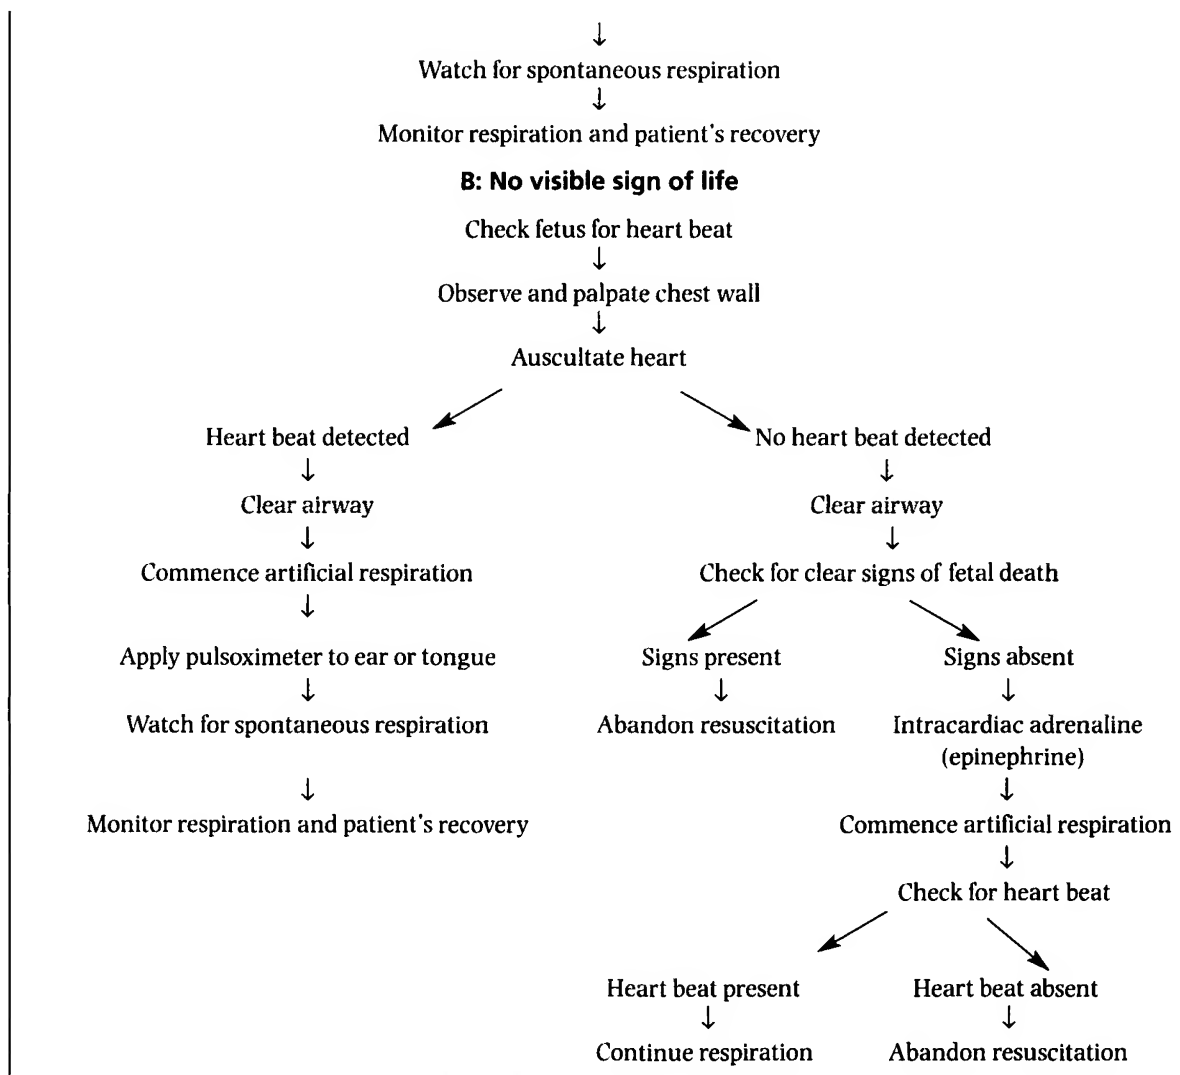 Watch for spontaneous respiration
Monitor respiration and patient's recovery
B: No visible sign of life
Check fetus for heart beat
Observe and palpate chest wall
Auscultate heart
Heart beat detected
No heart beat detected
Clear airway
Clear airway
Commence artificial respiration
Check for clear signs of fetal death
Apply pulsoximeter to ear or tongue
Signs present
Signs absent
Watch for spontaneous respiration
Abandon resuscitation
Intracardiac adrenaline
(epinephrine)
Monitor respiration and patient's recovery
Commence artificial respiration
Check for heart beat
Heart beat present
Heart beat absent
Continue respiration
Abandon resuscitation